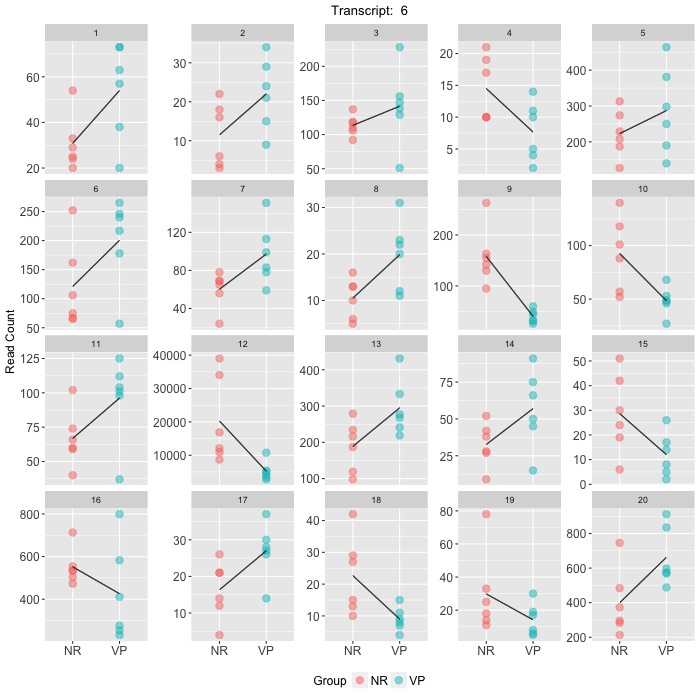 Transcript: 6
1 2 3 4 5
60 40 20
30 20 10
200 150 100 50
20 15 10 5
400 300 200
6 7 8 9 10
250 200 150 100 50
120 80 40
30 20 10
200 100
100 50
Read Count
11 12 13 14 15
125 100 75 50
40000 30000 20000 10000
400 300 200 100
75 50 25
50 40 30 20 10 0
16 17 18 19 20
800 600 400
30 20 10
40 30 20 10
80 60 40 20
800 600 400 200
NR VP NR VP NR VP NR VP NR VP
Group NR VP